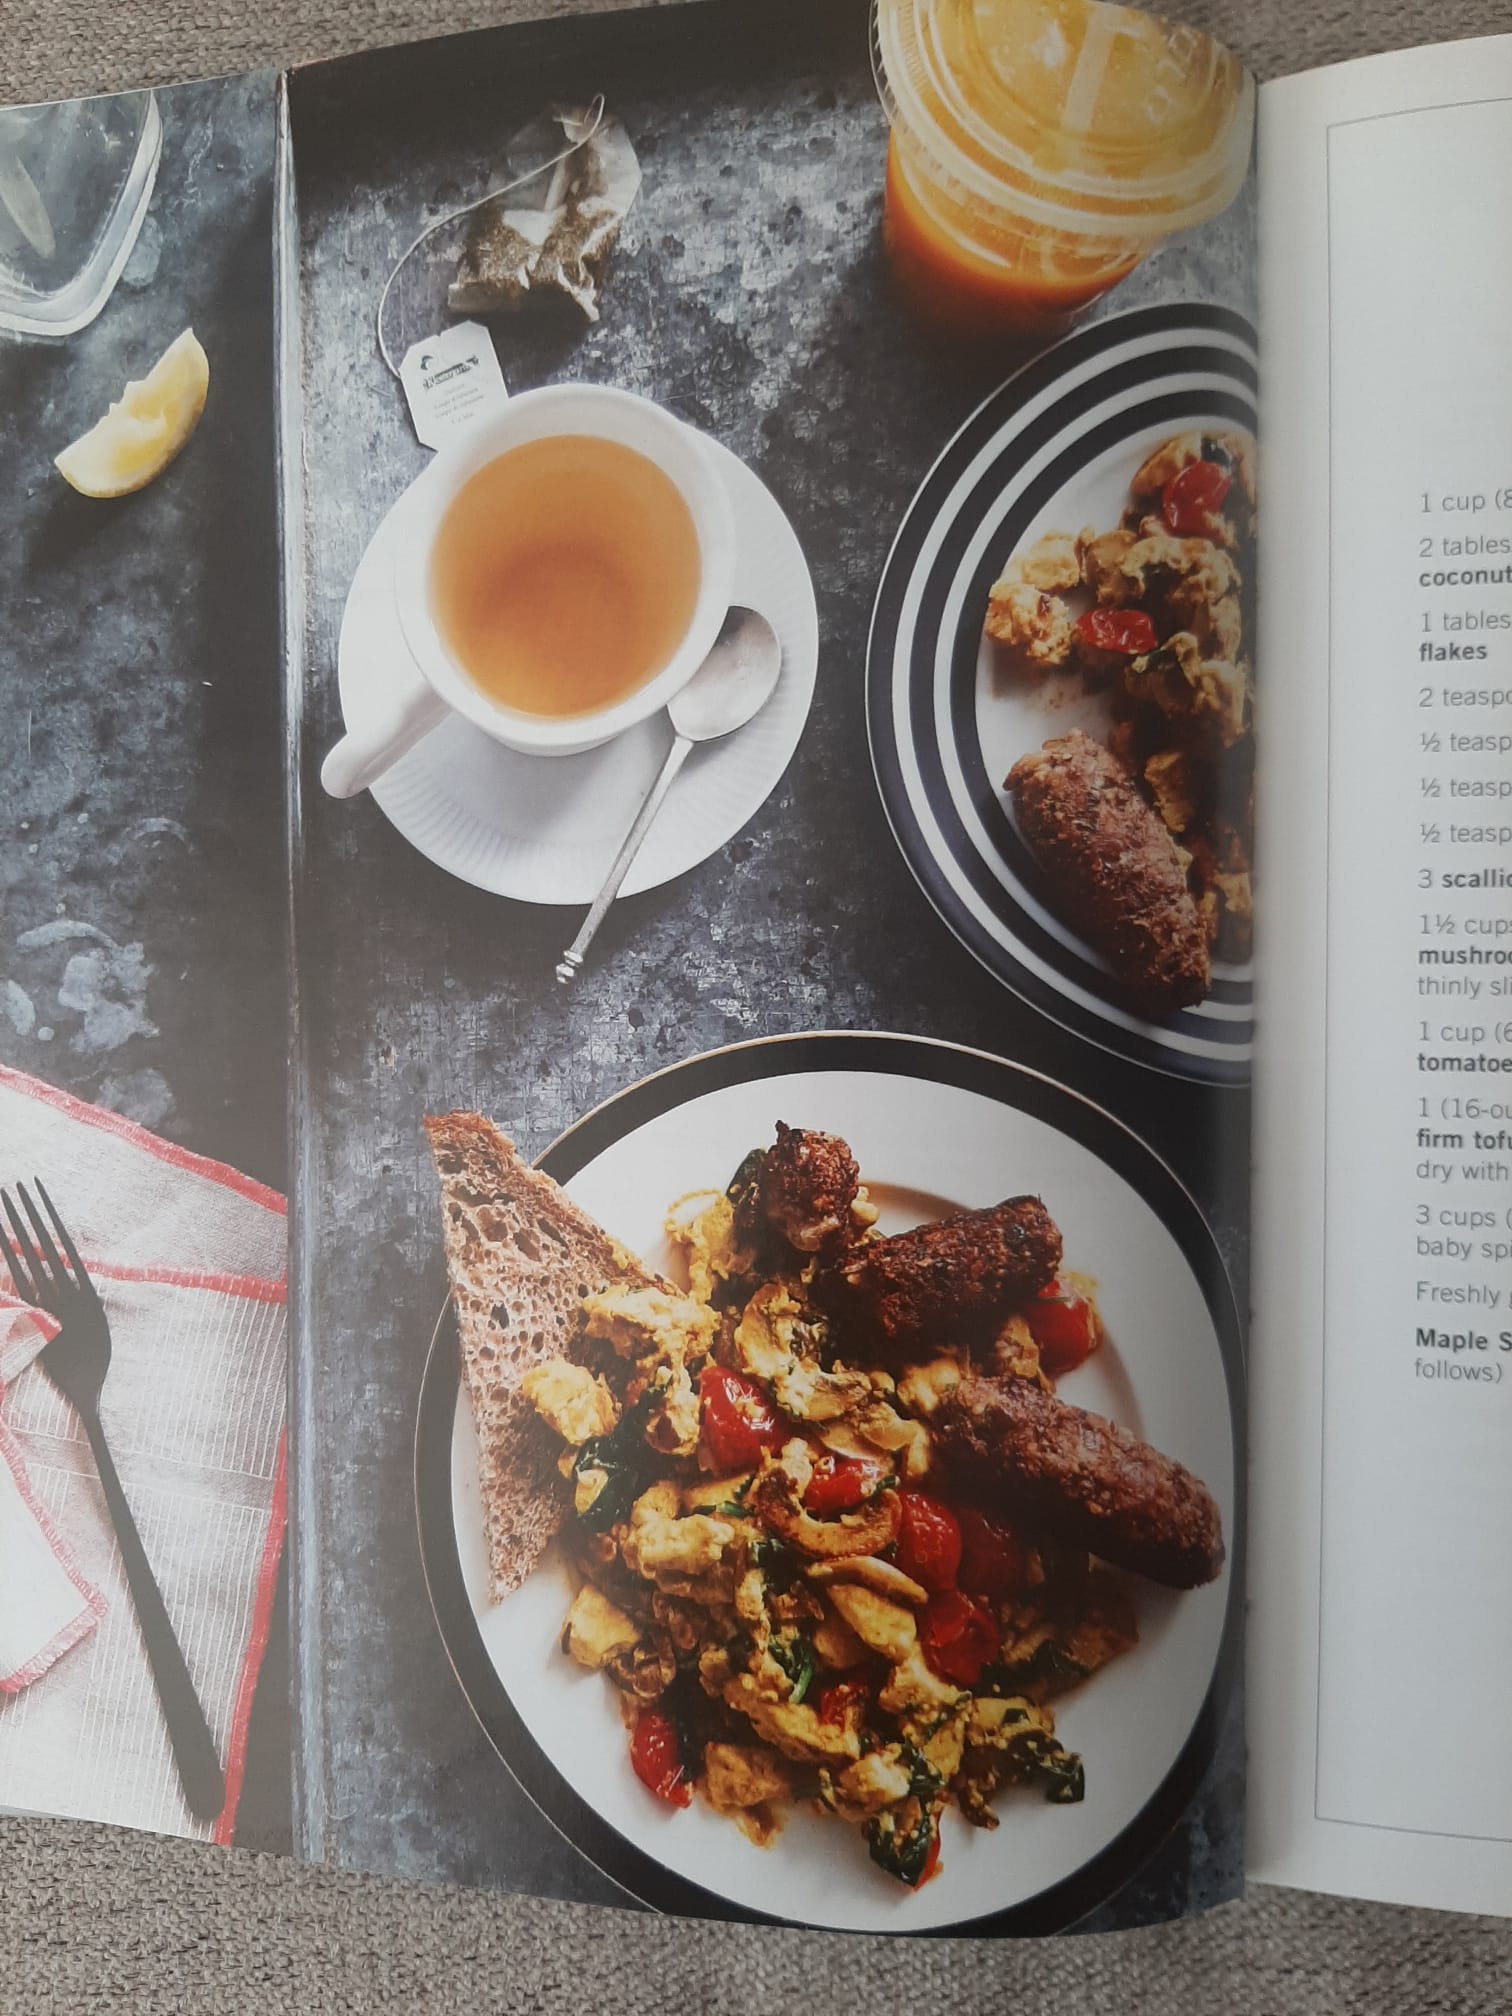 1 cup (8
2 tables
coconut
1 tables
flakes
2 teasp
½ teasp
½ teasp
½ teasp
3 scallio
1½ cups
mushroo
thinly sli
1 cup (6
tomatoe
1 (16-ou
firm tofu
dry with
3 cups (
baby spi
Freshly g
Maple S
follows)